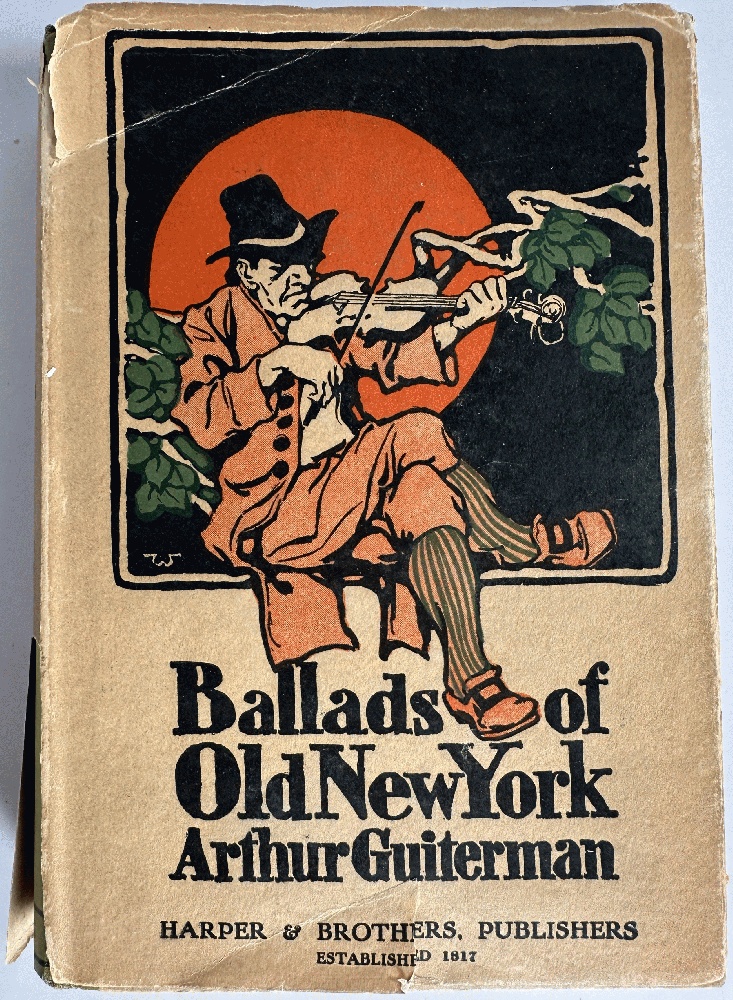 Ballads of
Old New York
Arthur Guiterman
HARPER & BROTHERS, PUBLISHERS
ESTABLISHED 1817